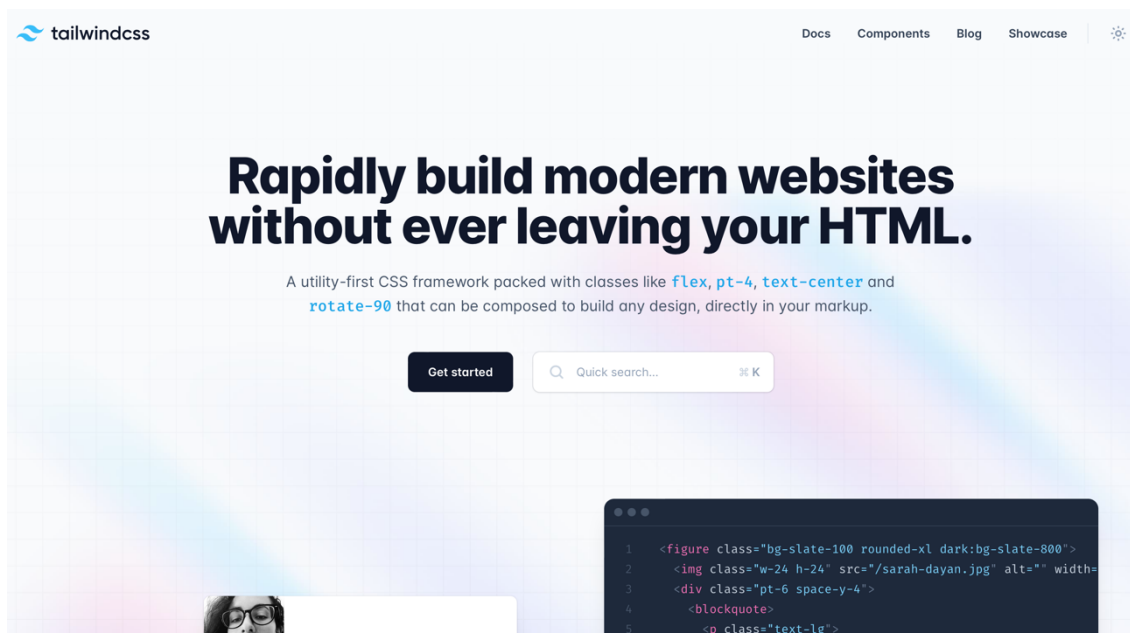 tailwindcss
Docs Components Blog Showcase
Rapidly build modern websites
without ever leaving your HTML.
A utility-first CSS framework packed with classes like flex, pt-4, text-center and
rotate-90 that can be composed to build any design, directly in your markup.
Get started
Quick search... ⌘K
1 <figure class="bg-slate-100 rounded-xl dark:bg-slate-800">
2 <img class="w-24 h-24" src="/sarah-dayan.jpg" alt="" width=
3 <div class="pt-6 space-y-4">
4 <blockquote>
5 <p class="text-lg">